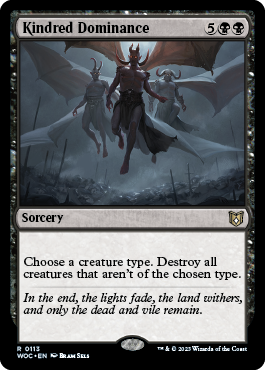 Kindred Dominance 5
Sorcery
Choose a creature type. Destroy all
creatures that aren't of the chosen type.
In the end, the lights fade, the land withers,
and only the dead and vile remain.
R 0113
WOC • EN Bram Sels
™ & © 2023 Wizards of the Coast